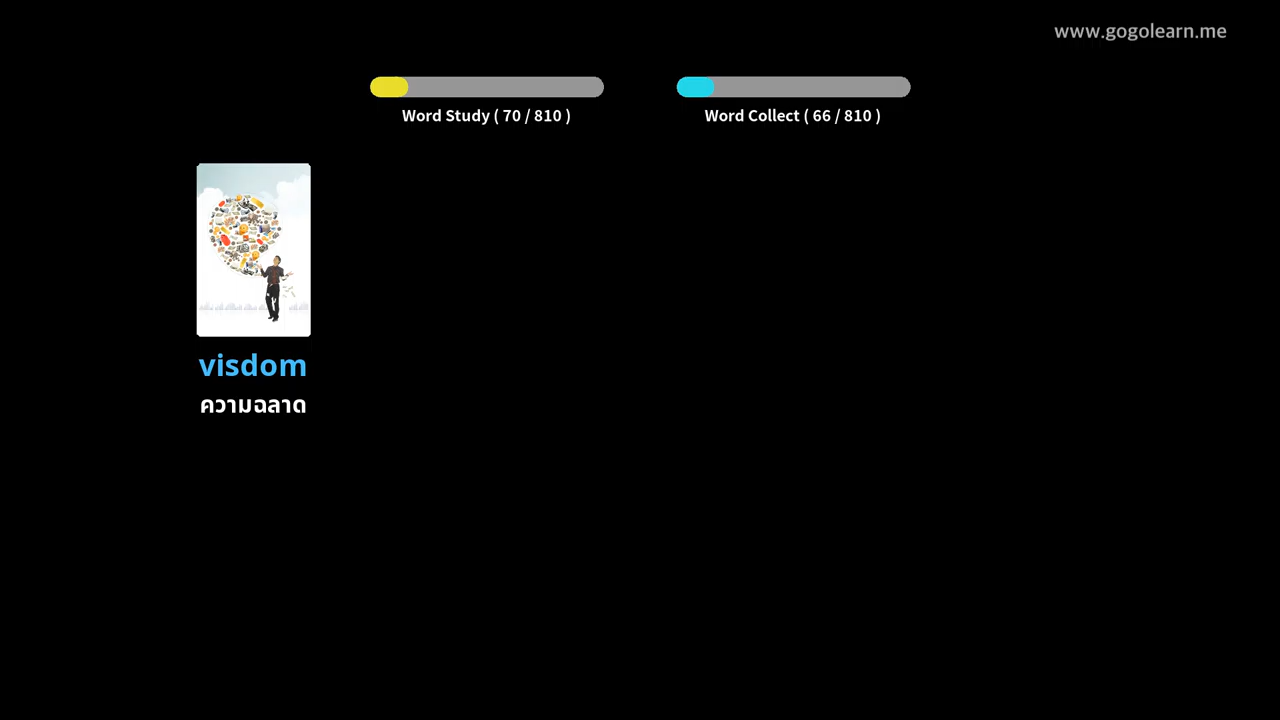 www.gogolearn.me
Word Study ( 70 / 810 )
Word Collect ( 66 / 810 )
visdom
ความฉลาด